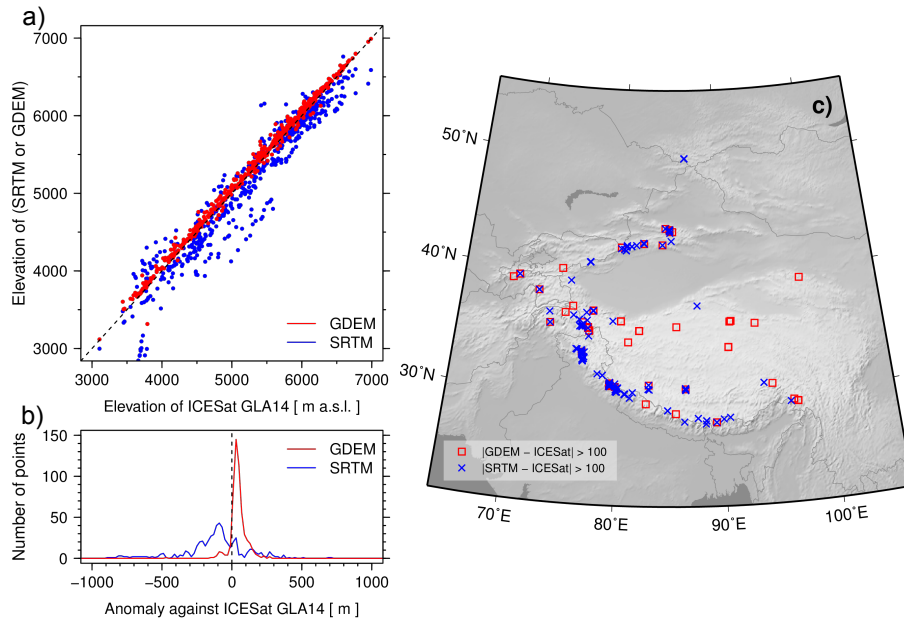 a)
7000
6000
5000
4000
3000
Elevation of (SRTM or GDEM)
GDEM
SRTM
3000 4000 5000 6000 7000
Elevation of ICESat GLA14 [ m a.s.l. ]
b)
150
100
50
0
Number of points
GDEM
SRTM
−1000 −500 0 500 1000
Anomaly against ICESat GLA14 [ m ]
c)
50˚N
40˚N
30˚N
|GDEM − ICESat| > 100
|SRTM − ICESat| > 100
70˚E 80˚E 90˚E 100˚E